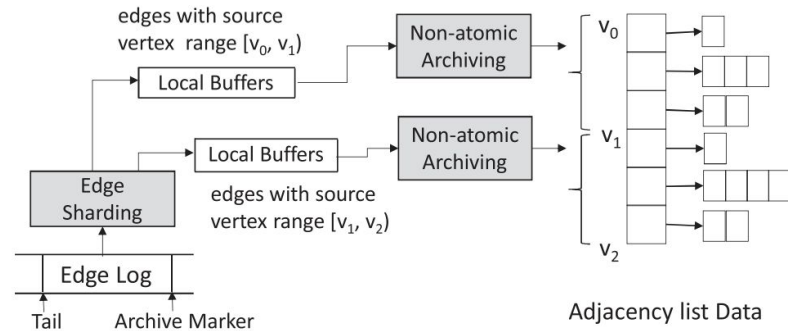 edges with source
vertex range [v0, v1)
Local Buffers
Non-atomic
Archiving
v0
Local Buffers
Non-atomic
Archiving
v1
edges with source
vertex range [v1, v2)
Edge
Sharding
v2
Edge Log
Tail
Archive Marker
Adjacency list Data